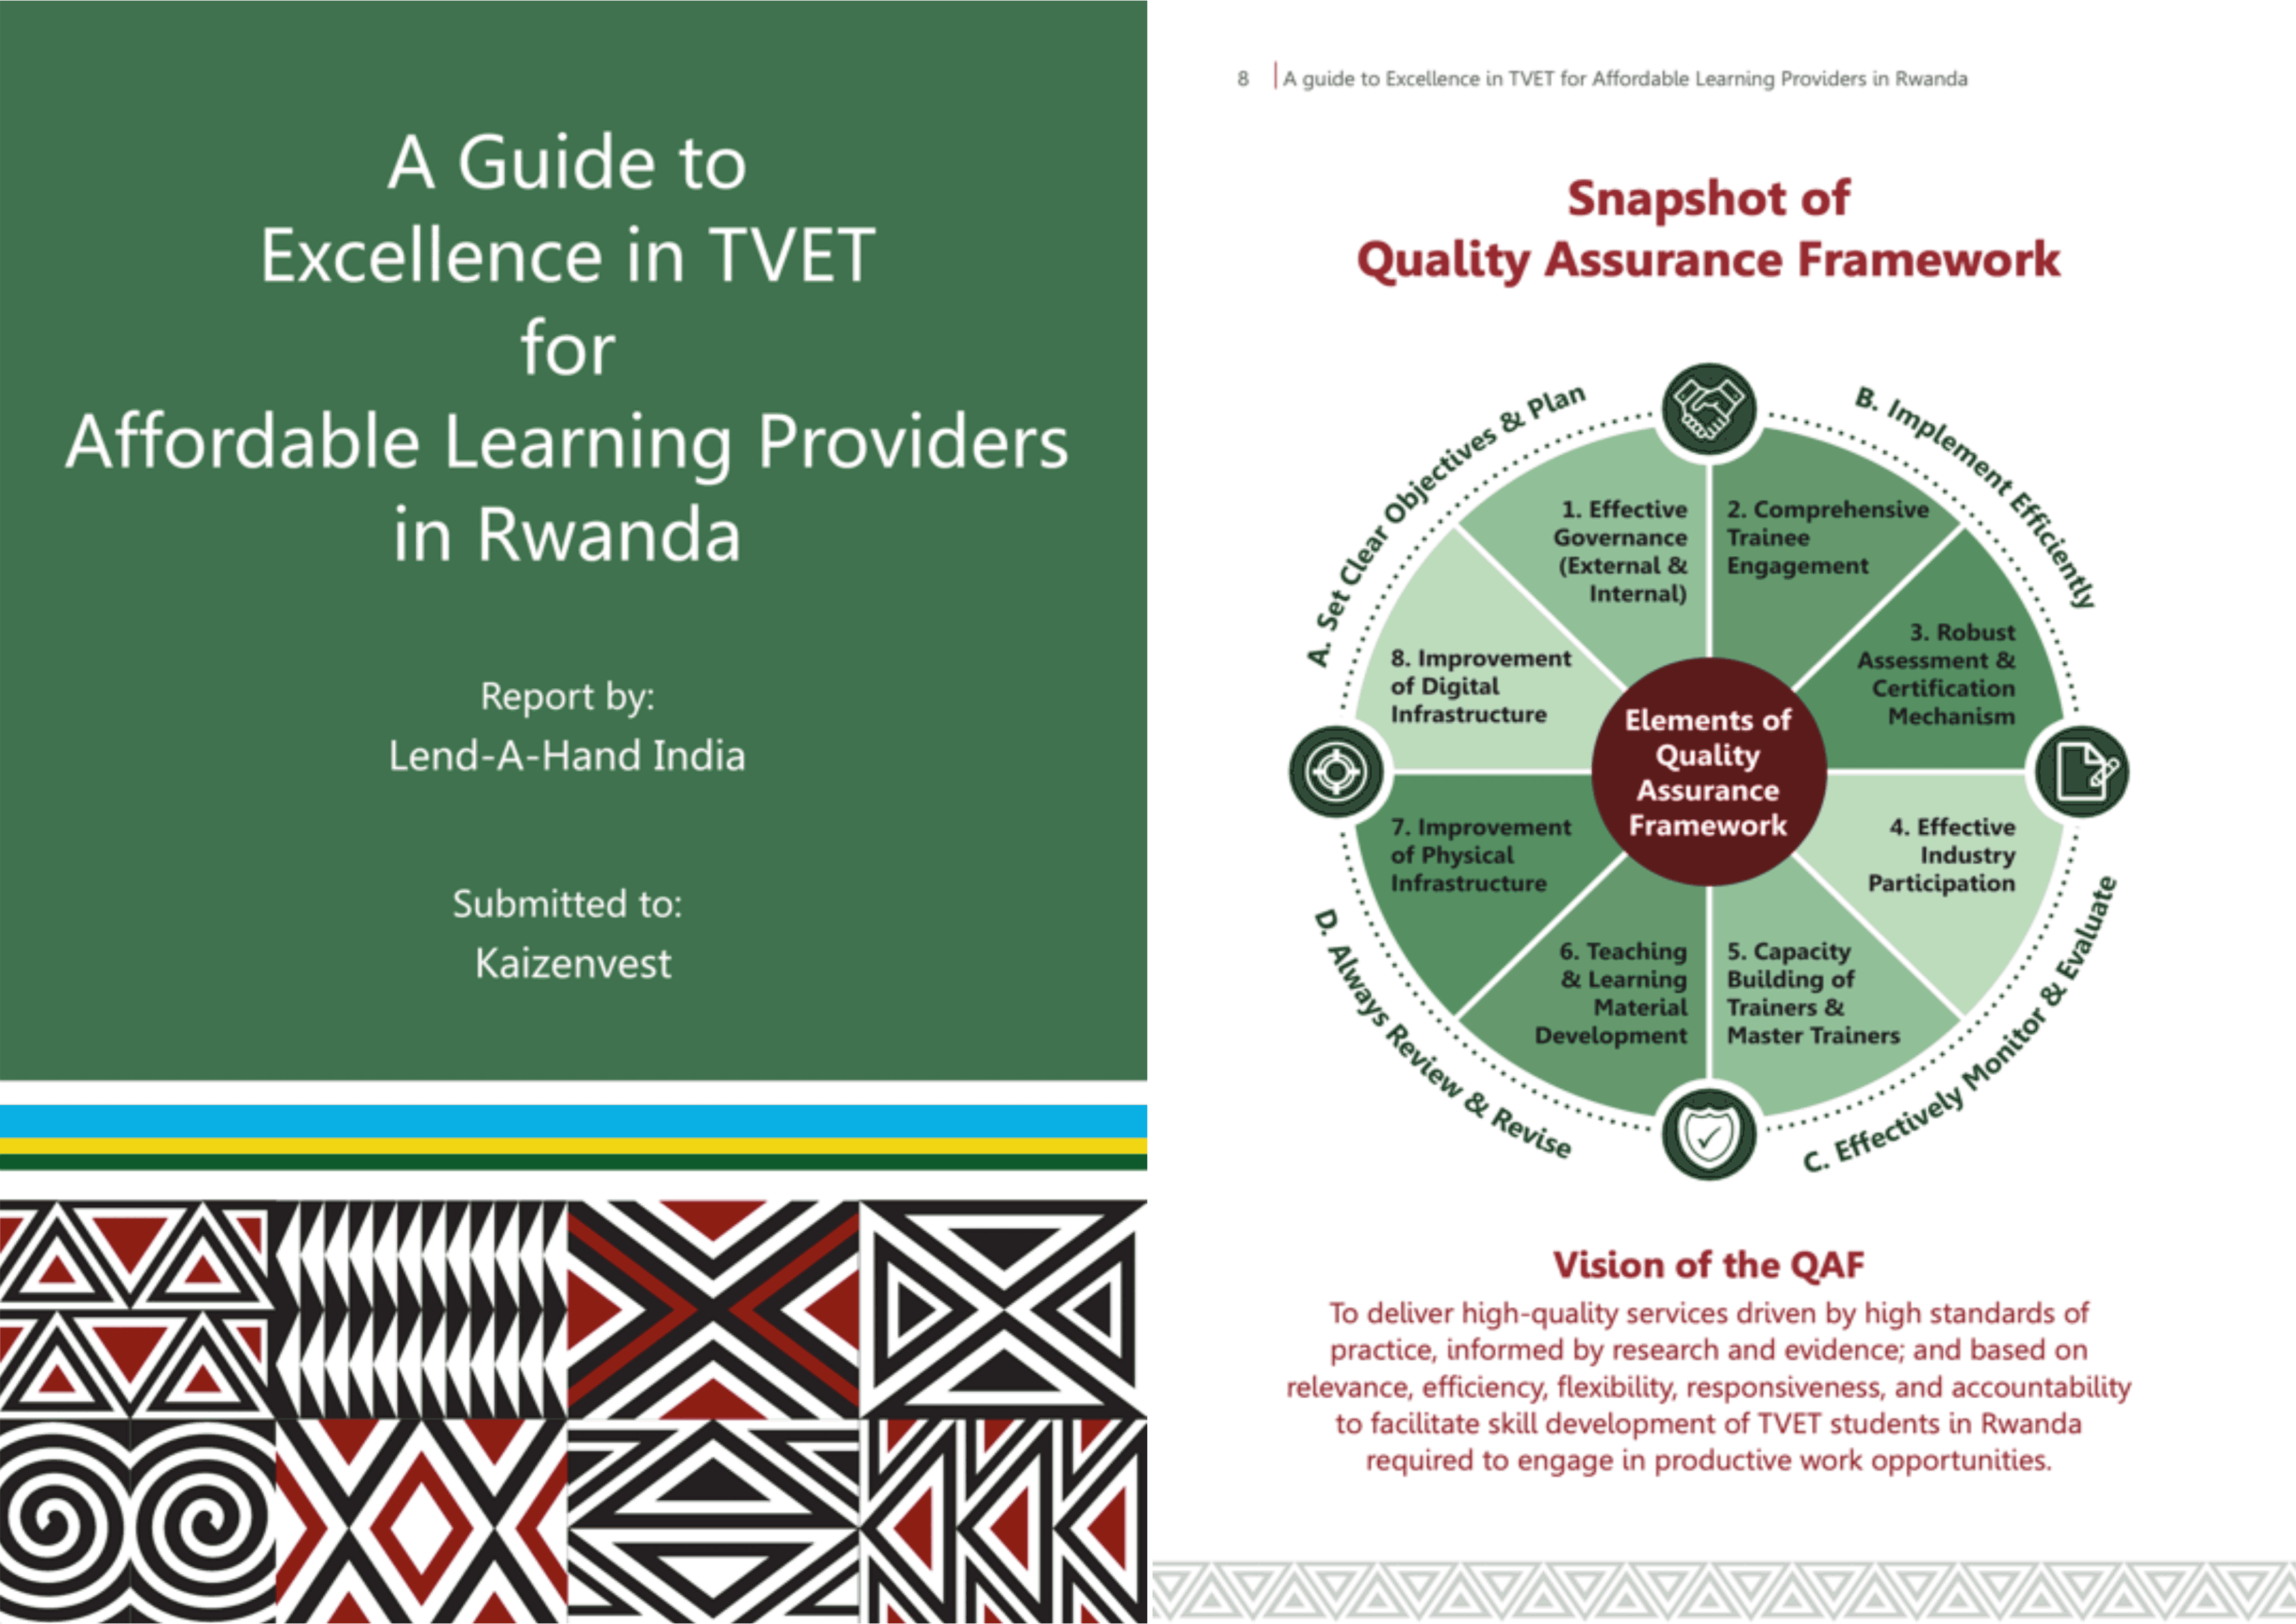 A Guide to
Excellence in TVET
for
Affordable Learning Providers
in Rwanda
Report by:
Lend-A-Hand India
Submitted to:
Kaizenvest
8
A guide to Excellence in TVET for Affordable Learning Providers in Rwanda
Snapshot of
Quality Assurance Framework
A. Set Clear Objectives & Plan
B. Implement Efficiently
1. Effective
Governance
(External &
Internal)
2. Comprehensive
Trainee
Engagement
3. Robust
Assessment &
Certification
Mechanism
4. Effective
Industry
Participation
5. Capacity
Building of
Trainers &
Master Trainers
6. Teaching
& Learning
Material
Development
7. Improvement
of Physical
Infrastructure
8. Improvement
of Digital
Infrastructure
Elements of
Quality
Assurance
Framework
C. Effectively Monitor & Evaluate
D. Always Review & Revise
Vision of the QAF
To deliver high-quality services driven by high standards of
practice, informed by research and evidence; and based on
relevance, efficiency, flexibility, responsiveness, and accountability
to facilitate skill development of TVET students in Rwanda
required to engage in productive work opportunities.